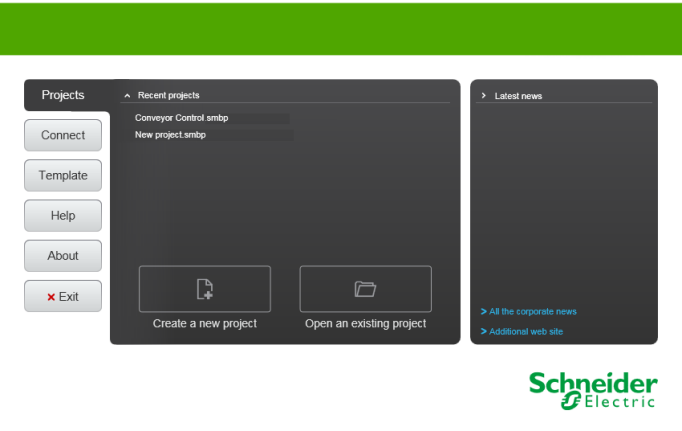 Projects
Recent projects
Latest news
Conveyor Control.smbp
New project.smbp
Connect
Template
Help
About
Exit
Create a new project
Open an existing project
All the corporate news
Additional web site
Schneider
Electric